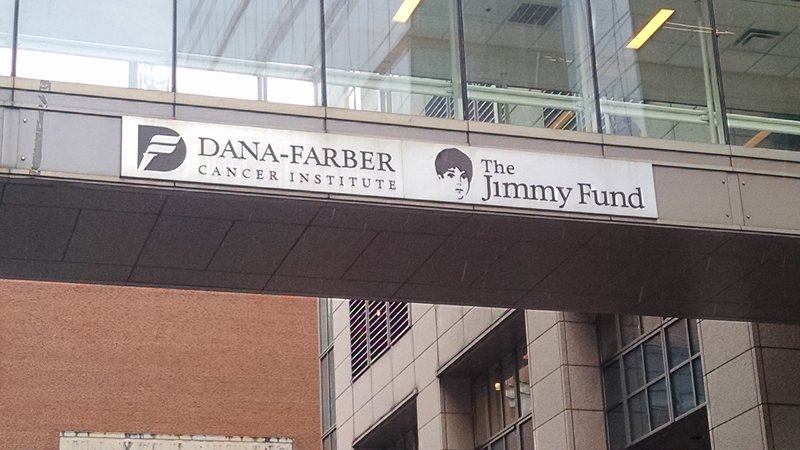 DANA-FARBER
CANCER INSTITUTE
The
Jimmy Fund